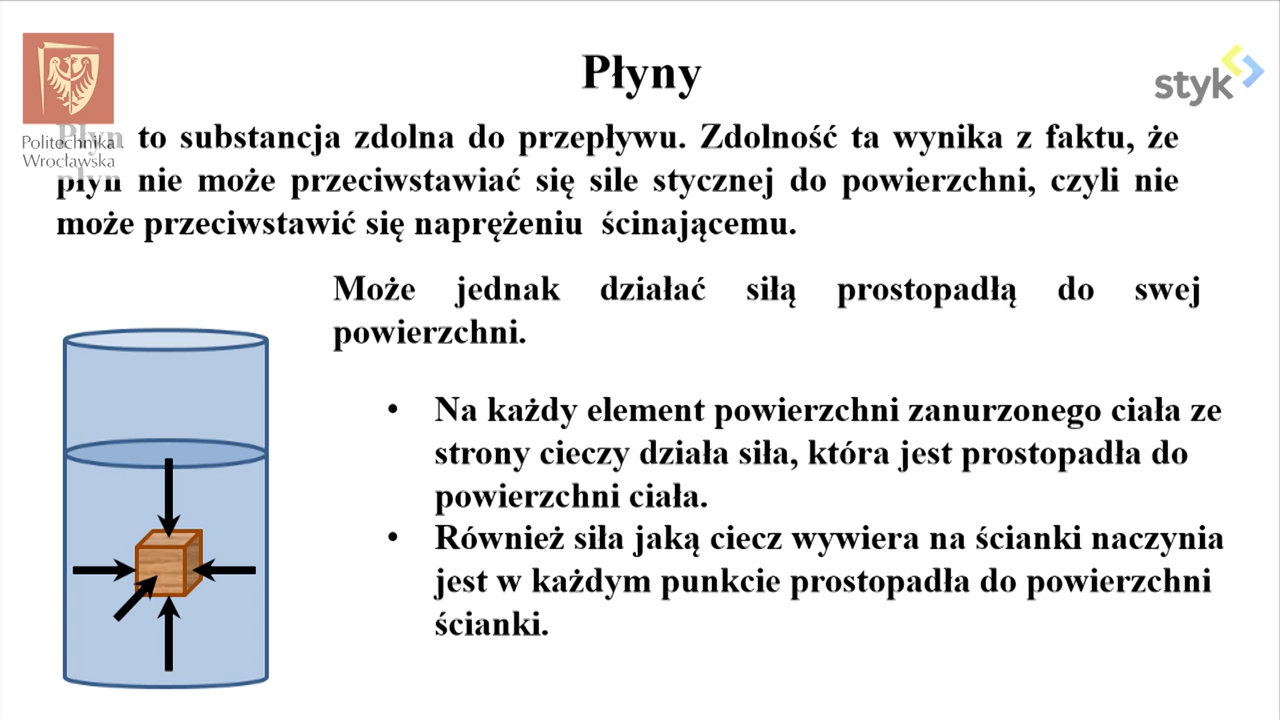 Płyny
styk
Politechnika
Wrocławska
Płyn to substancja zdolna do przepływu. Zdolność ta wynika z faktu, że
płyn nie może przeciwstawiać się sile stycznej do powierzchni, czyli nie
może przeciwstawić się naprężeniu ścinającemu.
Może jednak działać siłą prostopadłą do swej
powierzchni.
• Na każdy element powierzchni zanurzonego ciała ze
strony cieczy działa siła, która jest prostopadła do
powierzchni ciała.
• Również siła jaką ciecz wywiera na ścianki naczynia
jest w każdym punkcie prostopadła do powierzchni
ścianki.